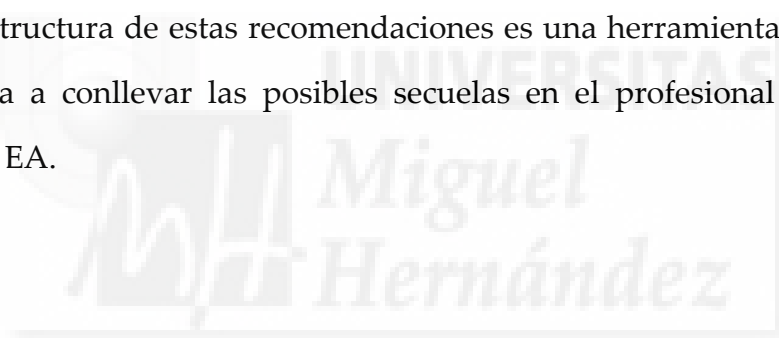 tructura de estas recomendaciones es una herramienta
a a conllevar las posibles secuelas en el profesional
EA.
UNIVERSITAS
Miguel
Hernández